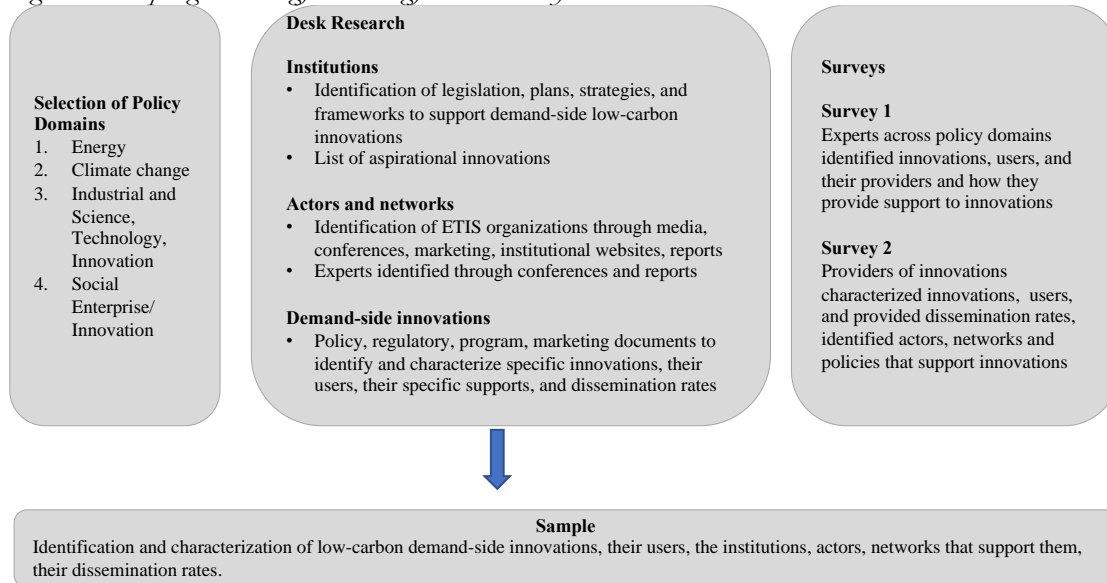 Selection of Policy
Domains
1. Energy
2. Climate change
3. Industrial and
Science,
Technology,
Innovation
4. Social
Enterprise/
Innovation
Desk Research
Institutions
• Identification of legislation, plans, strategies, and
frameworks to support demand-side low-carbon
innovations
• List of aspirational innovations
Actors and networks
• Identification of ETIS organizations through media,
conferences, marketing, institutional websites, reports
• Experts identified through conferences and reports
Demand-side innovations
• Policy, regulatory, program, marketing documents to
identify and characterize specific innovations, their
users, their specific supports, and dissemination rates
Surveys
Survey 1
Experts across policy domains
identified innovations, users, and
their providers and how they
provide support to innovations
Survey 2
Providers of innovations
characterized innovations, users,
and provided dissemination rates,
identified actors, networks and
policies that support innovations
Sample
Identification and characterization of low-carbon demand-side innovations, their users, the institutions, actors, networks that support them,
their dissemination rates.